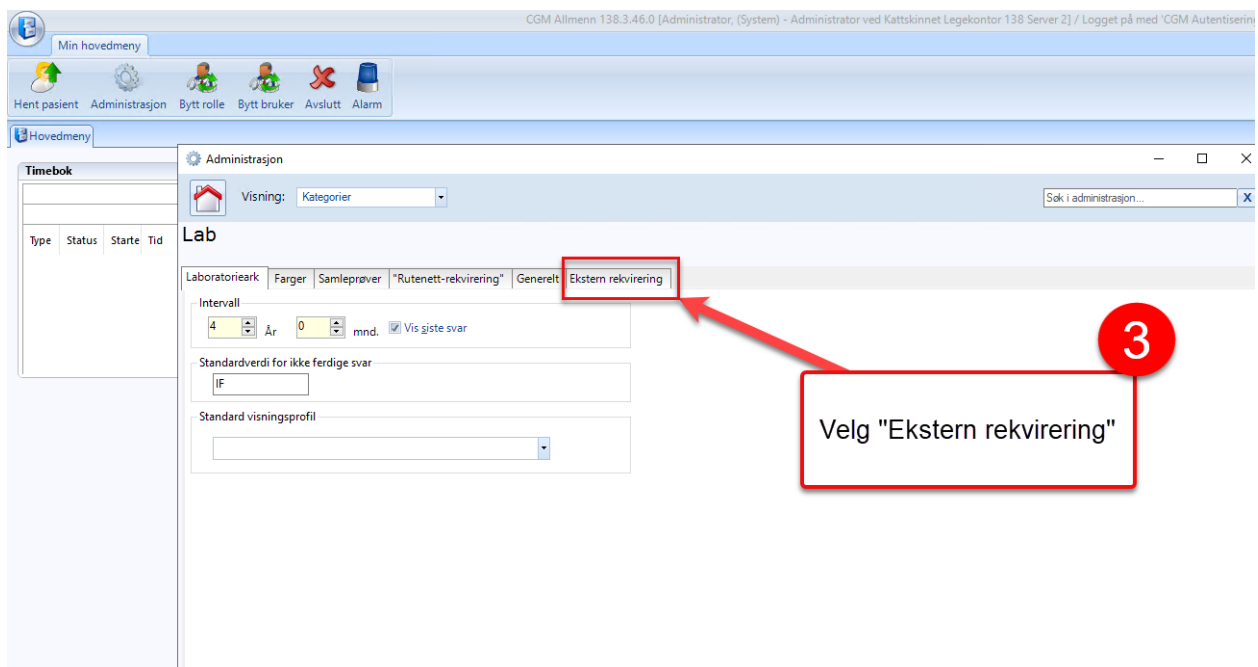 CGM Allmenn 138.3.46.0 [Administrator, (System) - Administrator ved Kattskinnet Legekontor 138 Server 2] / Logget på med 'CGM Autentisering
Min hovedmeny
Hent pasient Administrasjon Bytt rolle Bytt bruker Avslutt Alarm
Hovedmeny
Administrasjon
Timebok
Visning: Kategorier
Søk i administrasjon... X
Lab
Type Status Starte Tid
Laboratorieark Farger Samleprøver "Rutenett-rekvirering" Generelt Ekstern rekvirering
Intervall
4 År 0 mnd. Vis siste svar
3
Standardverdi for ikke ferdige svar
IF
Standard visningsprofil
Velg "Ekstern rekvirering"